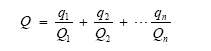 Q = q₁/Q₁ + q₂/Q₂ + ⋯ qₙ/Qₙ